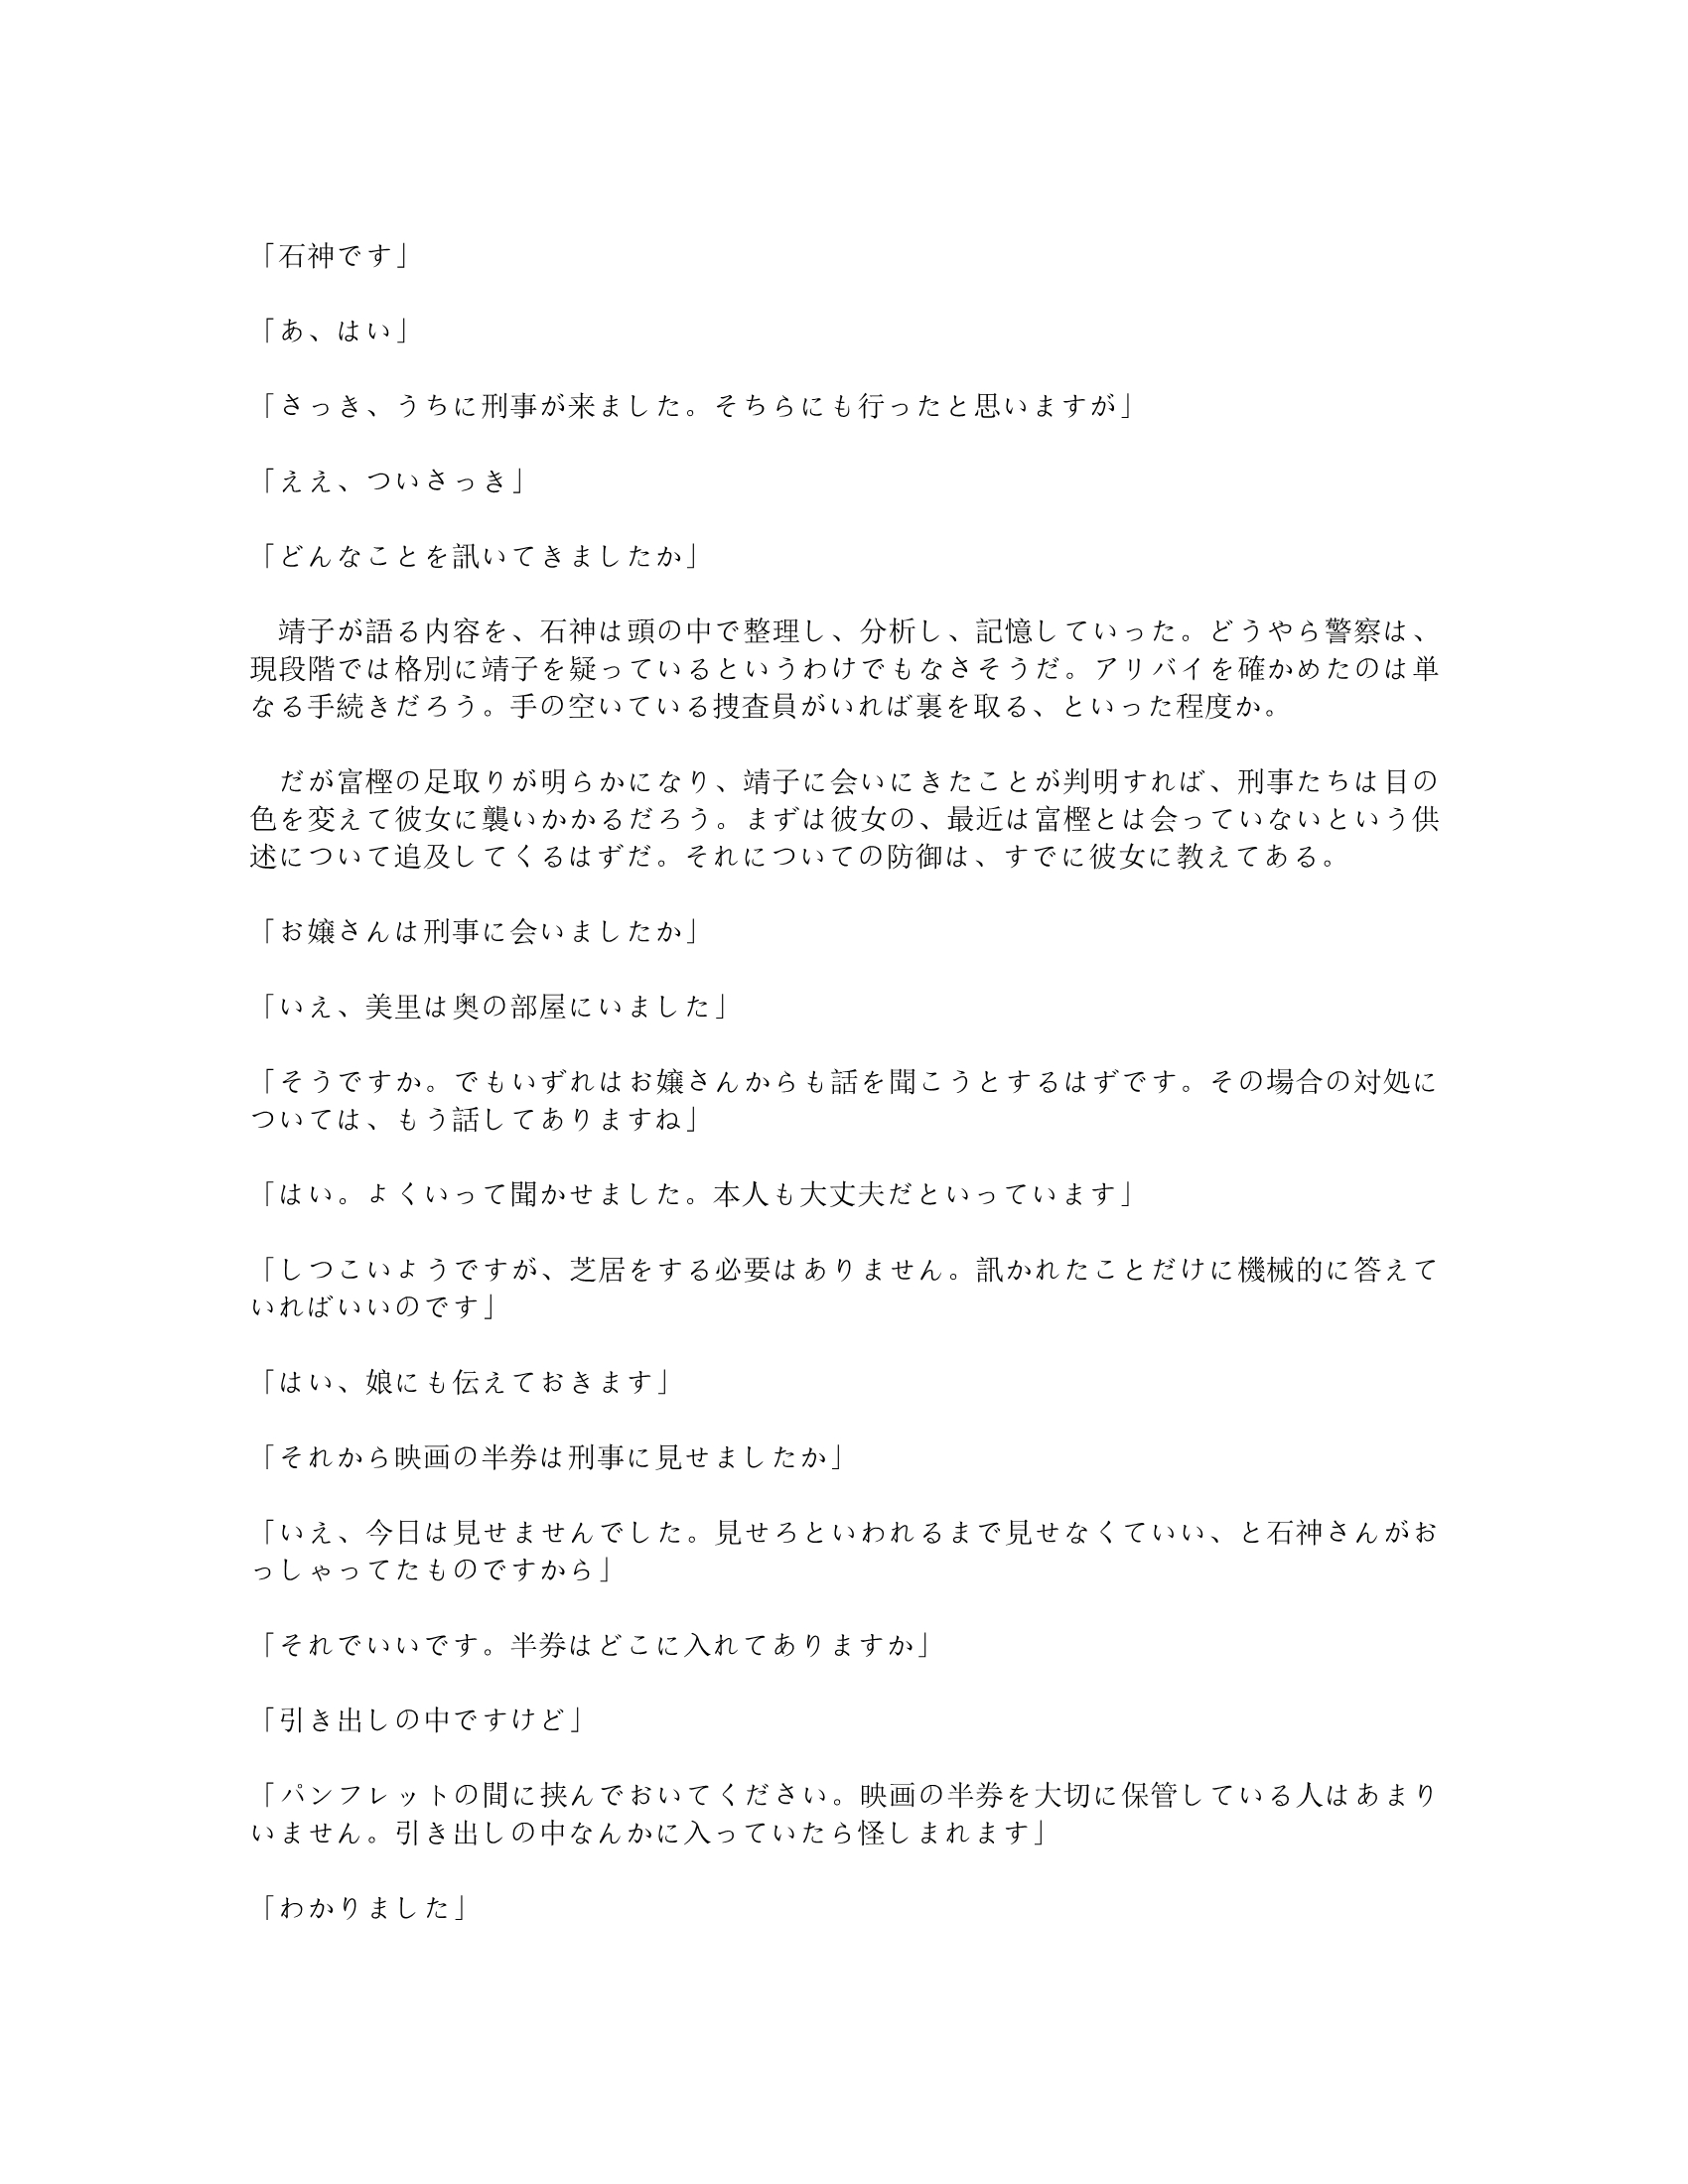 「石神です」
「あ、はい」
「さっき、うちに刑事が来ました。そちらにも行ったと思いますが」
「ええ、ついさっき」
「どんなことを訊いてきましたか」
　靖子が語る内容を、石神は頭の中で整理し、分析し、記憶していった。どうやら警察は、
現段階では格別に靖子を疑っているというわけでもなさそうだ。アリバイを確かめたのは単
なる手続きだろう。手の空いている捜査員がいれば裏を取る、といった程度か。
　だが富樫の足取りが明らかになり、靖子に会いにきたことが判明すれば、刑事たちは目の
色を変えて彼女に襲いかかるだろう。まずは彼女の、最近は富樫とは会っていないという供
述について追及してくるはずだ。それについての防御は、すでに彼女に教えてある。
「お嬢さんは刑事に会いましたか」
「いえ、美里は奥の部屋にいました」
「そうですか。でもいずれはお嬢さんからも話を聞こうとするはずです。その場合の対処に
ついては、もう話してありますね」
「はい。よくいって聞かせました。本人も大丈夫だといっています」
「しつこいようですが、芝居をする必要はありません。訊かれたことだけに機械的に答えて
いればいいのです」
「はい、娘にも伝えておきます」
「それから映画の半券は刑事に見せましたか」
「いえ、今日は見せませんでした。見せろといわれるまで見せなくていい、と石神さんがお
っしゃってたものですから」
「それでいいです。半券はどこに入れてありますか」
「引き出しの中ですけど」
「パンフレットの間に挟んでおいてください。映画の半券を大切に保管している人はあまり
いません。引き出しの中なんかに入っていたら怪しまれます」
「わかりました」